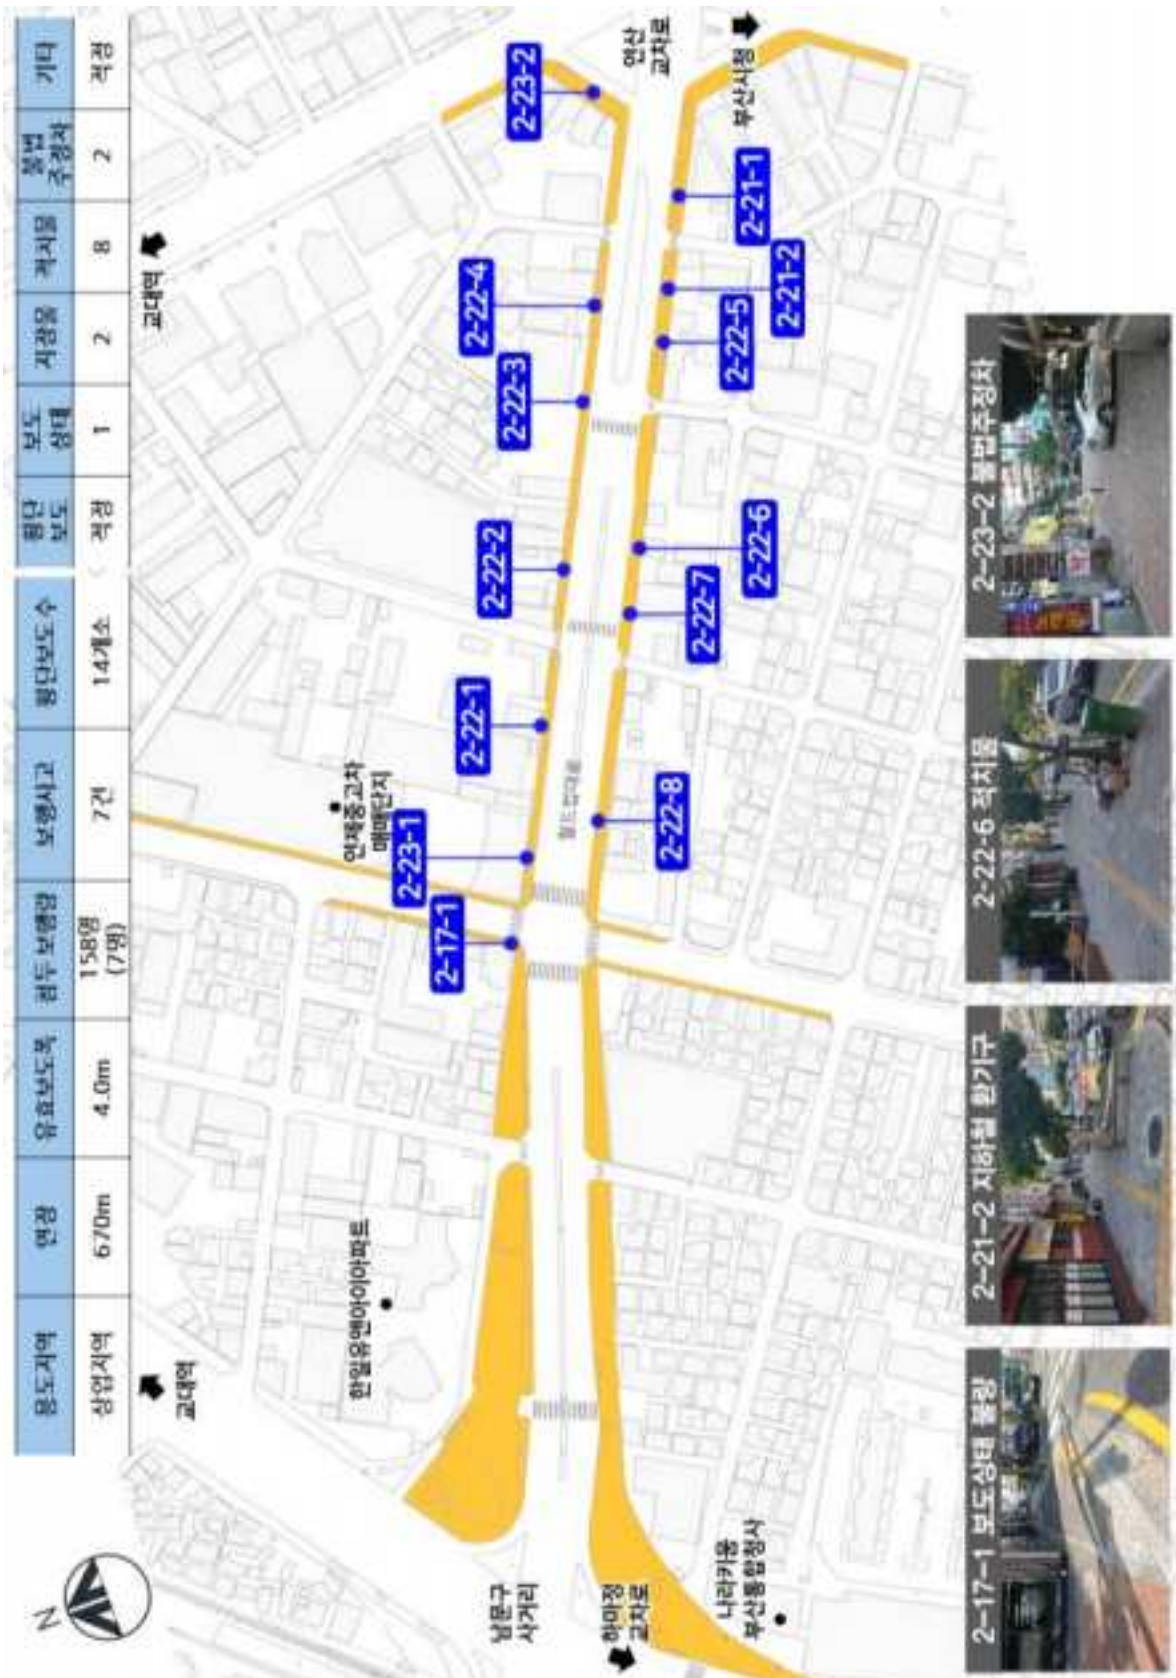 용도지역 연장 유효보도폭 첨두보행량 보행사고 횡단보도수 횡단보도 보도상태 지장물 적치물 불법주정차 기타
상업지역 670m 4.0m 158명(7명) 7건 14개소 적정 1 2 8 2 적정
N
교대역
교대역
연산
교차로
부산시청
2-23-2
2-21-1
2-22-4
2-21-2
2-22-3
2-22-5
2-22-2
2-22-6
2-22-7
2-22-1
2-22-8
연제중고차
매매단지
2-23-1
2-17-1
월드컵대로
한일유앤아이아파트
남문구
사거리
하마정
교차로
나라키움
부산통합청사
2-17-1 보도상태 불량
2-21-2 지하철 환기구
2-22-6 적치물
2-23-2 불법주정차